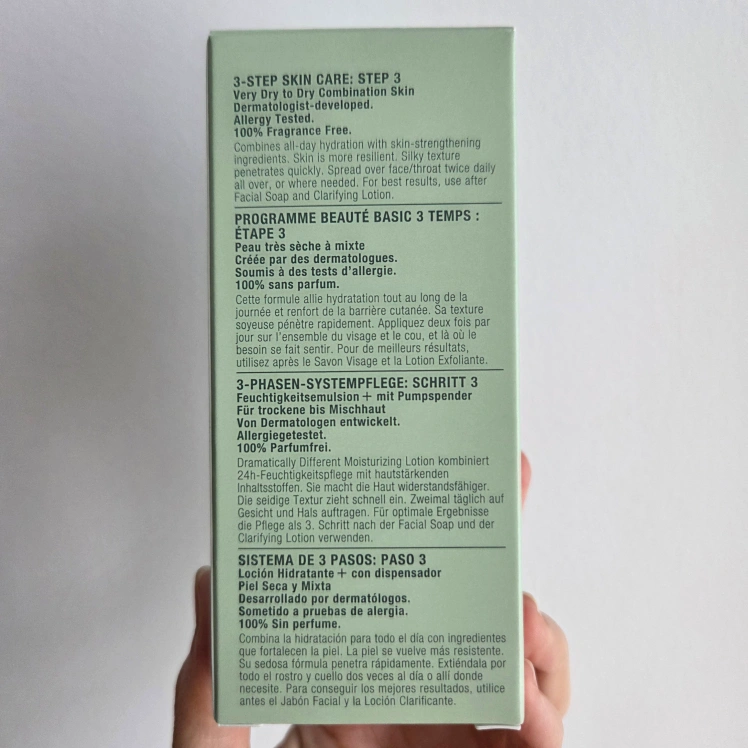 3-STEP SKIN CARE: STEP 3
Very Dry to Dry Combination Skin
Dermatologist-developed.
Allergy Tested.
100% Fragrance Free.
Combines all-day hydration with skin-strengthening
ingredients. Skin is more resilient. Silky texture
penetrates quickly. Spread over face/throat twice daily
all over, or where needed. For best results, use after
Facial Soap and Clarifying Lotion.
PROGRAMME BEAUTÉ BASIC 3 TEMPS :
ÉTAPE 3
Peau très sèche à mixte
Créée par des dermatologues.
Soumis à des tests d'allergie.
100% sans parfum.
Cette formule allie hydratation tout au long de la
journée et renfort de la barrière cutanée. Sa texture
soyeuse pénètre rapidement. Appliquez deux fois par
jour sur l'ensemble du visage et le cou, et là où le
besoin se fait sentir. Pour de meilleurs résultats,
utilisez après le Savon Visage et la Lotion Exfoliante.
3-PHASEN-SYSTEMPFLEGE: SCHRITT 3
Feuchtigkeitsemulsion+ mit Pumpspender
Für trockene bis Mischhaut
Von Dermatologen entwickelt.
Allergiegetestet.
100% Parfumfrei.
Dramatically Different Moisturizing Lotion kombiniert
24h-Feuchtigkeitspflege mit hautstärkenden
Inhaltsstoffen. Sie macht die Haut widerstandsfähiger.
Die seidige Textur zieht schnell ein. Zweimal täglich auf
Gesicht und Hals auftragen. Für optimale Ergebnisse
die Pflege als 3. Schritt nach der Facial Soap und der
Clarifying Lotion verwenden.
SISTEMA DE 3 PASOS: PASO 3
Loción Hidratante+ con dispensador
Piel Seca y Mixta
Desarrollado por dermatólogos.
Sometido a pruebas de alergia.
100% Sin perfume.
Combina la hidratación para todo el día con ingredientes
que fortalecen la piel. La piel se vuelve más resistente.
Su sedosa fórmula penetra rápidamente. Extiéndala por
todo el rostro y cuello dos veces al día o allí donde
necesite. Para conseguir los mejores resultados, utilice
antes el Jabón Facial y la Loción Clarificante.